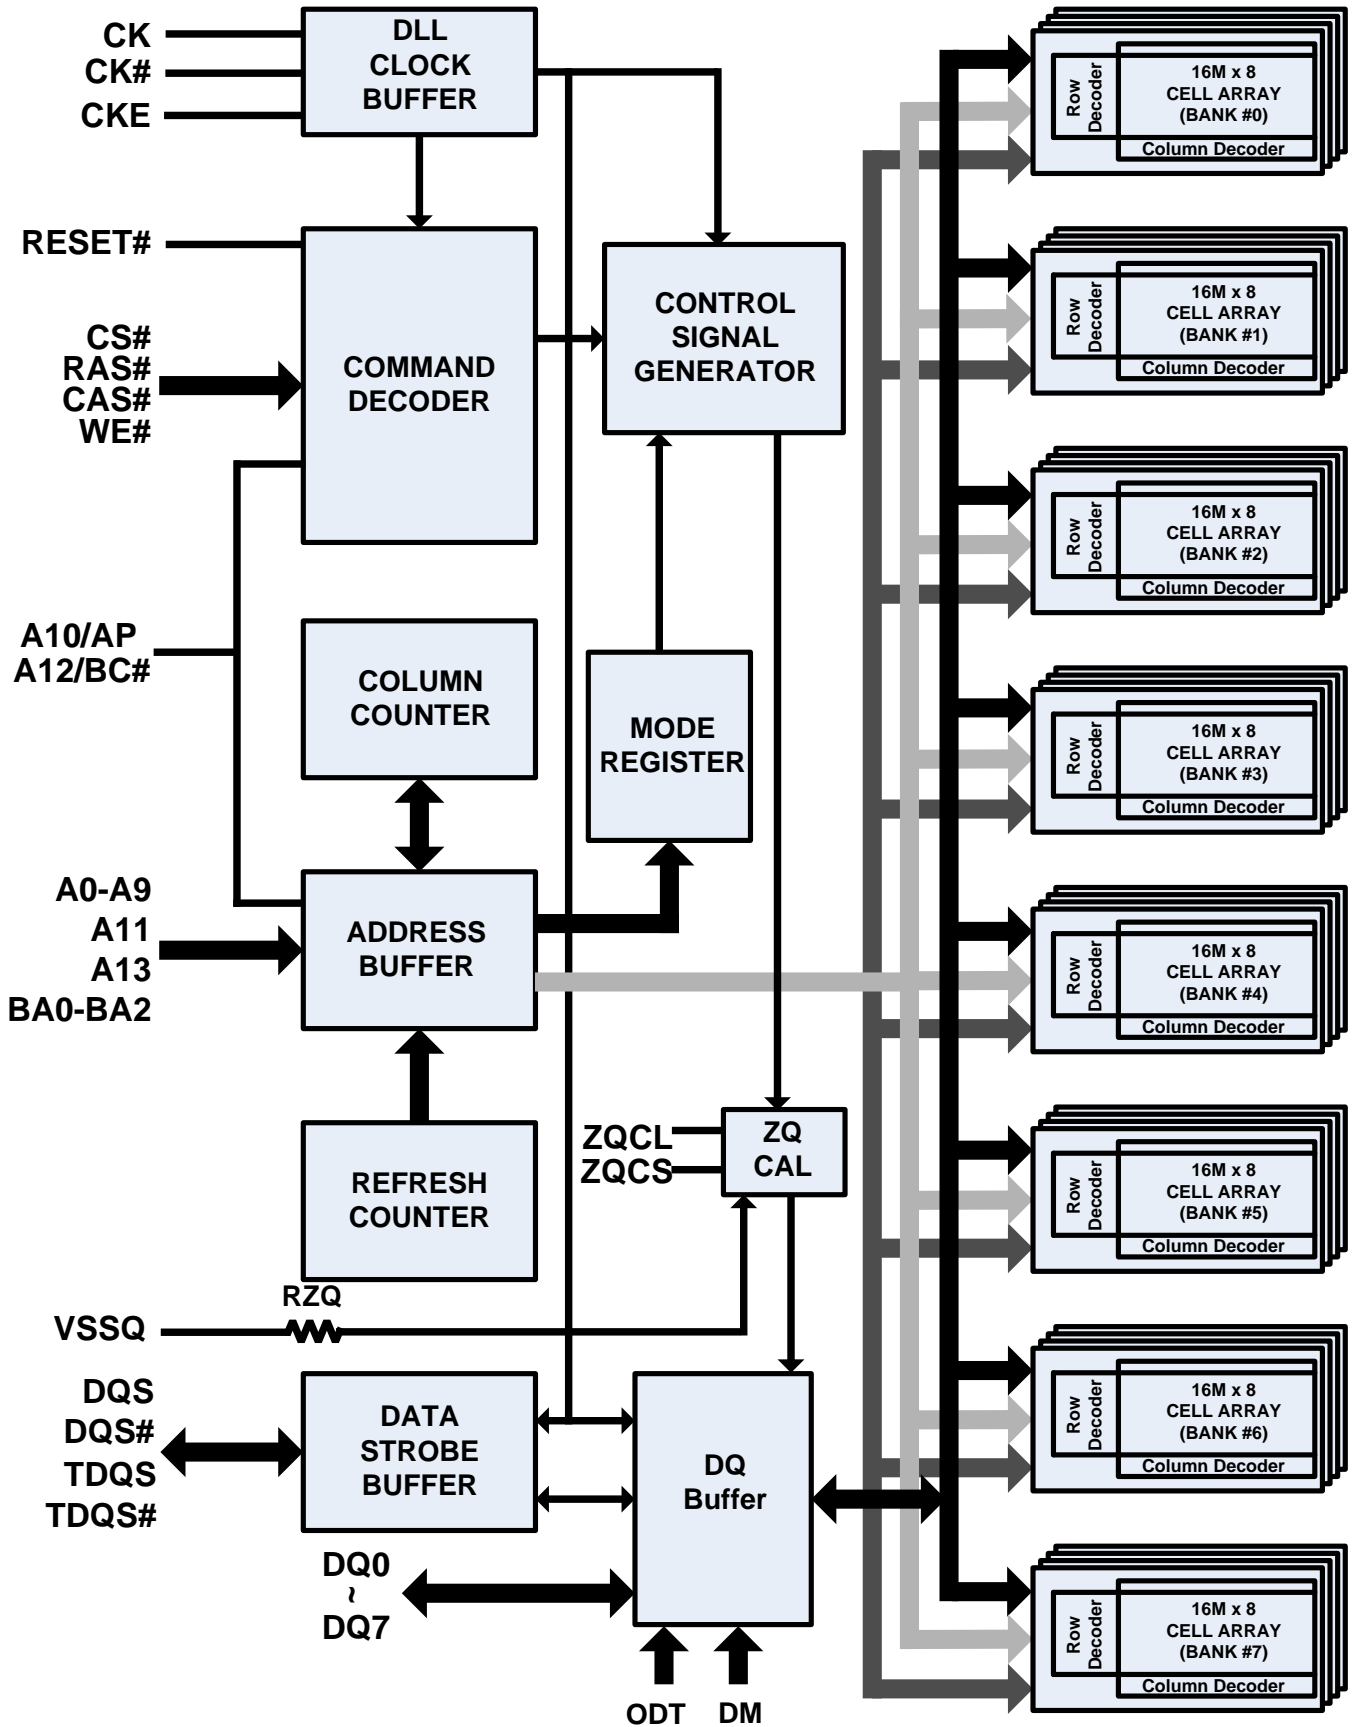 CK
CK#
CKE
DLL
CLOCK
BUFFER
RESET#
CS#
RAS#
CAS#
WE#
COMMAND
DECODER
CONTROL
SIGNAL
GENERATOR
A10/AP
A12/BC#
COLUMN
COUNTER
MODE
REGISTER
A0-A9
A11
A13
BA0-BA2
ADDRESS
BUFFER
REFRESH
COUNTER
ZQCL
ZQCS
ZQ
CAL
RZQ
VSSQ
DQS
DQS#
TDQS
TDQS#
DATA
STROBE
BUFFER
DQ
Buffer
DQ0
~
DQ7
ODT
DM
Row
Decoder
16M x 8
CELL ARRAY
(BANK #0)
Column Decoder
Row
Decoder
16M x 8
CELL ARRAY
(BANK #1)
Column Decoder
Row
Decoder
16M x 8
CELL ARRAY
(BANK #2)
Column Decoder
Row
Decoder
16M x 8
CELL ARRAY
(BANK #3)
Column Decoder
Row
Decoder
16M x 8
CELL ARRAY
(BANK #4)
Column Decoder
Row
Decoder
16M x 8
CELL ARRAY
(BANK #5)
Column Decoder
Row
Decoder
16M x 8
CELL ARRAY
(BANK #6)
Column Decoder
Row
Decoder
16M x 8
CELL ARRAY
(BANK #7)
Column Decoder